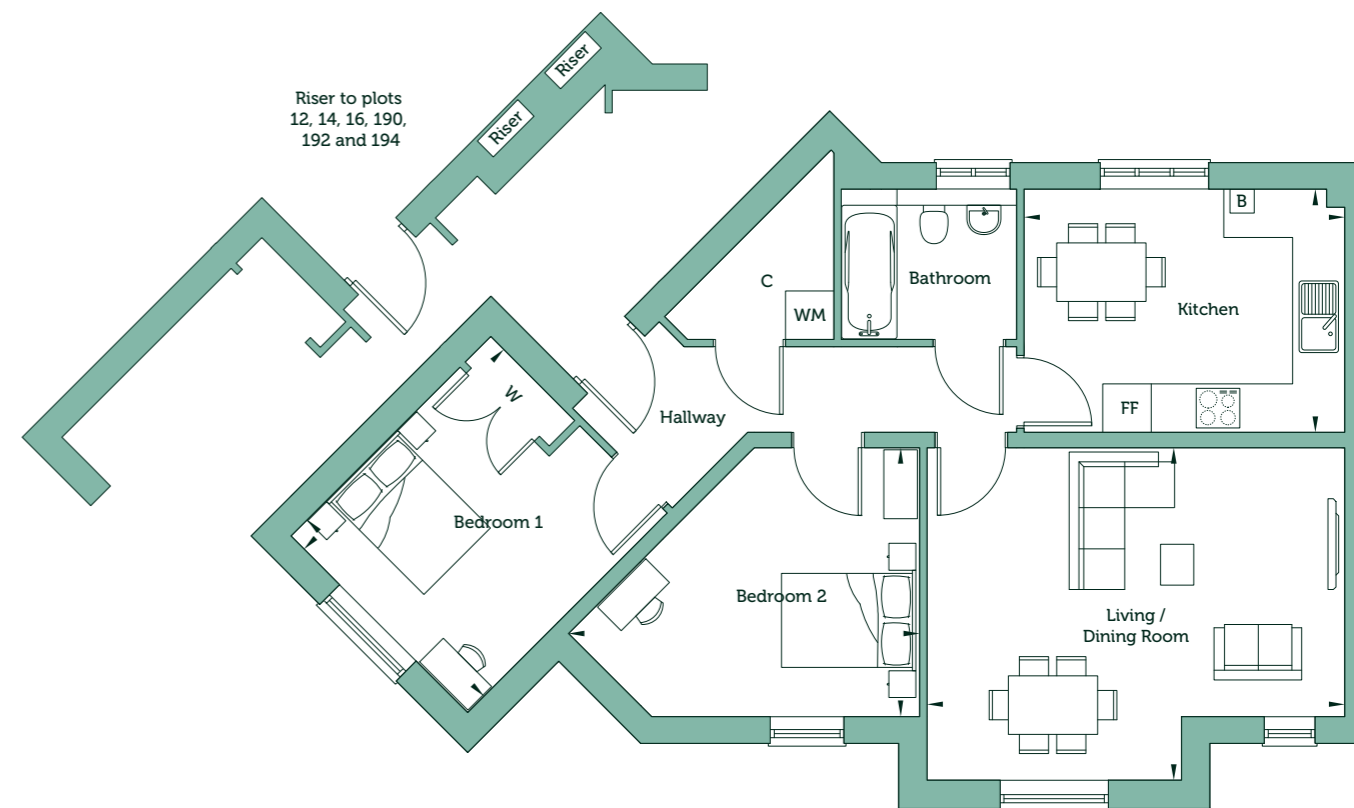 Riser
Riser
Riser to plots
12, 14, 16, 190,
192 and 194
B
C
Bathroom
WM
Kitchen
W
FF
Hallway
Bedroom 1
Bedroom 2
Living /
Dining Room